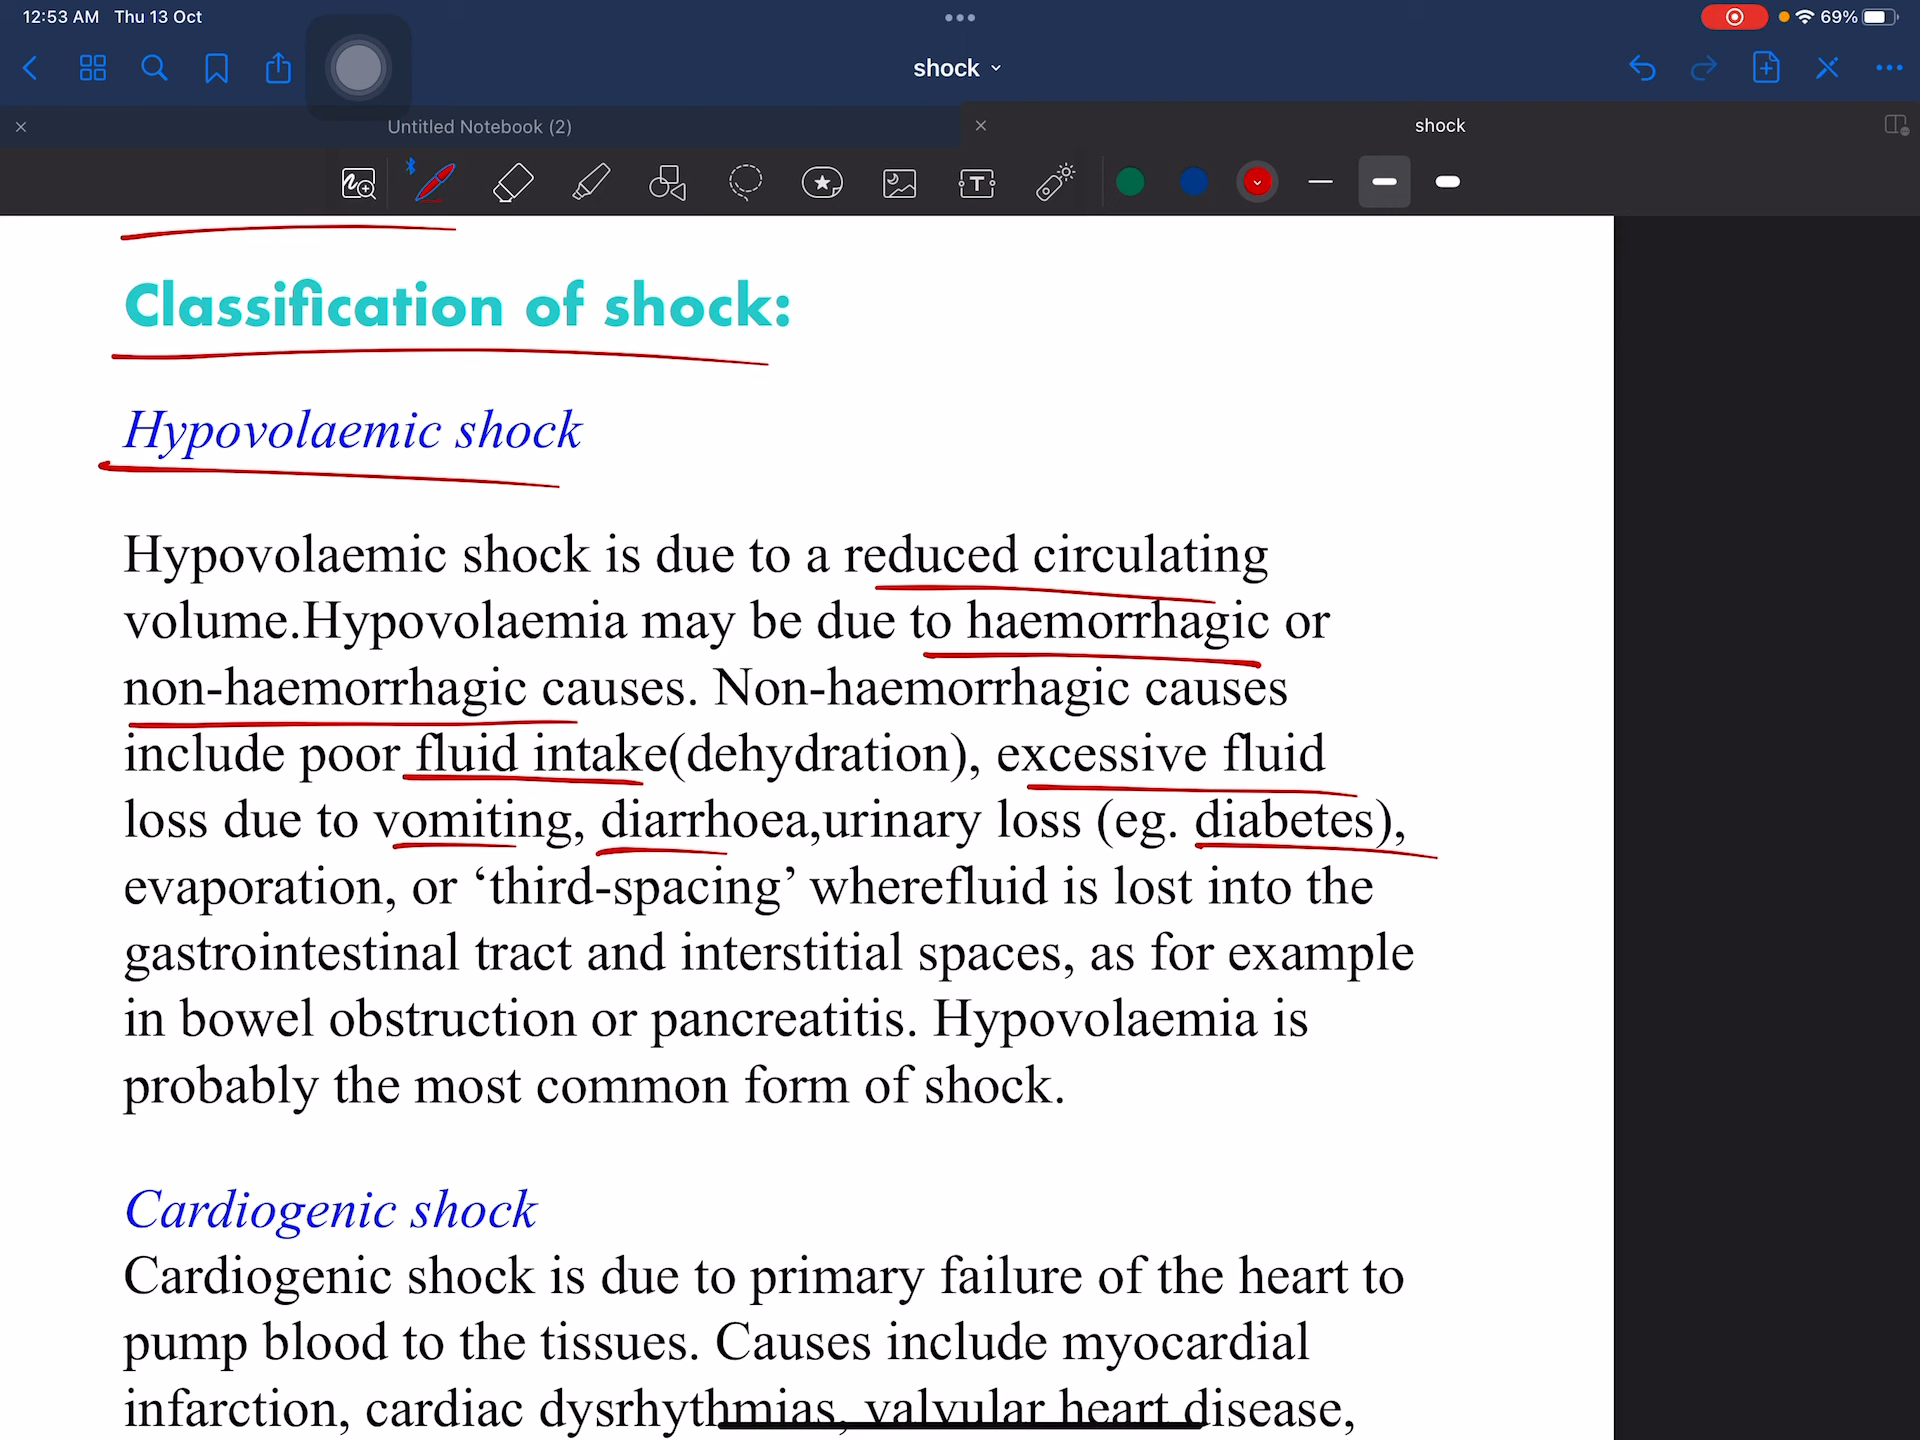 12:53 AM Thu 13 Oct
69%
shock
Untitled Notebook (2)
shock
T
Classification of shock:
Hypovolaemic shock
Hypovolaemic shock is due to a reduced circulating
volume.Hypovolaemia may be due to haemorrhagic or
non-haemorrhagic causes. Non-haemorrhagic causes
include poor fluid intake(dehydration), excessive fluid
loss due to vomiting, diarrhoea,urinary loss (eg. diabetes),
evaporation, or ‘third-spacing’ wherefluid is lost into the
gastrointestinal tract and interstitial spaces, as for example
in bowel obstruction or pancreatitis. Hypovolaemia is
probably the most common form of shock.
Cardiogenic shock
Cardiogenic shock is due to primary failure of the heart to
pump blood to the tissues. Causes include myocardial
infarction, cardiac dysrhythmias, valvular heart disease,